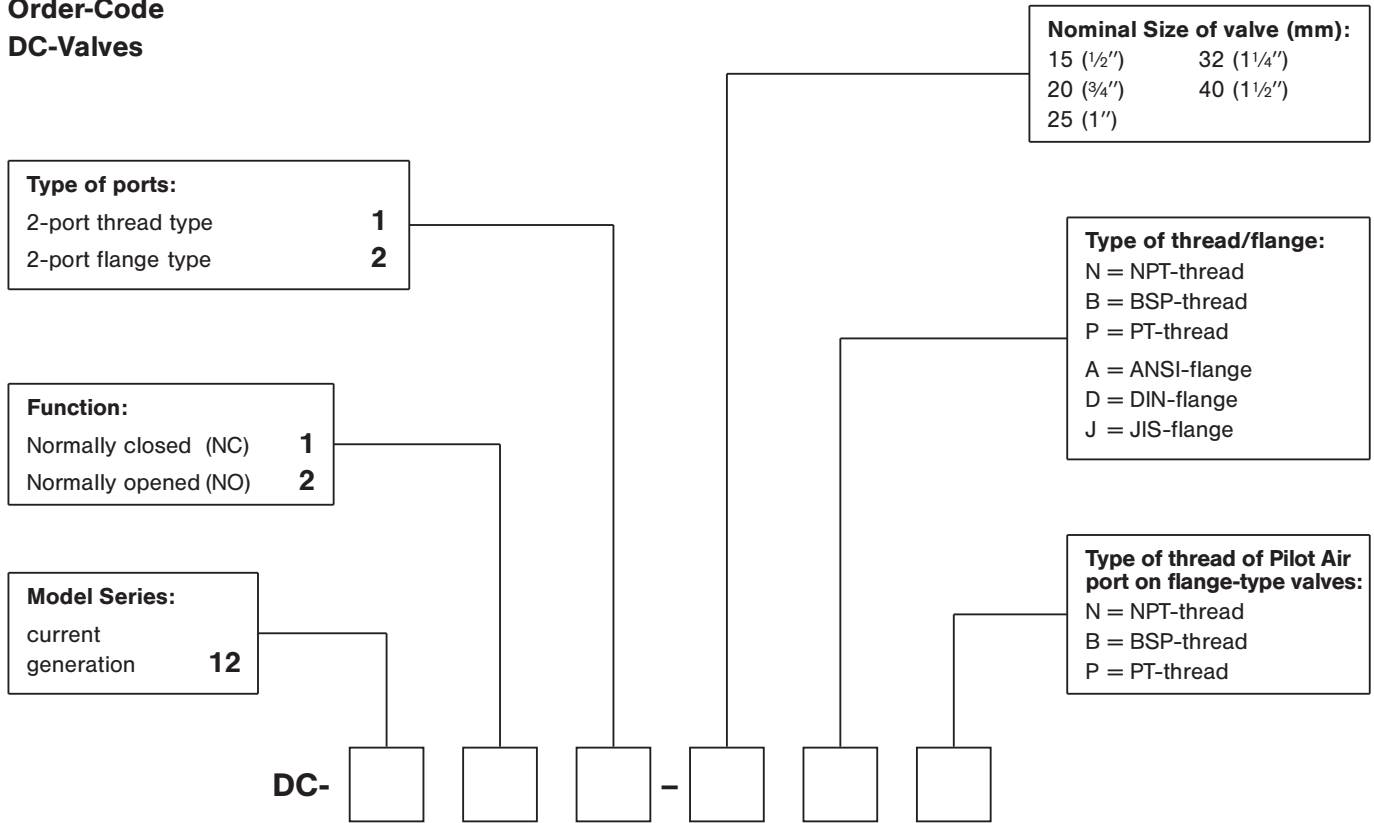 Order-Code
DC-Valves
Nominal Size of valve (mm):
15 (½″) 32 (1¼″)
20 (¾″) 40 (1½″)
25 (1″)
Type of ports:
2-port thread type 1
2-port flange type 2
Type of thread/flange:
N = NPT-thread
B = BSP-thread
P = PT-thread
A = ANSI-flange
D = DIN-flange
J = JIS-flange
Function:
Normally closed (NC) 1
Normally opened (NO) 2
Type of thread of Pilot Air
port on flange-type valves:
N = NPT-thread
B = BSP-thread
P = PT-thread
Model Series:
current
generation 12
DC- –